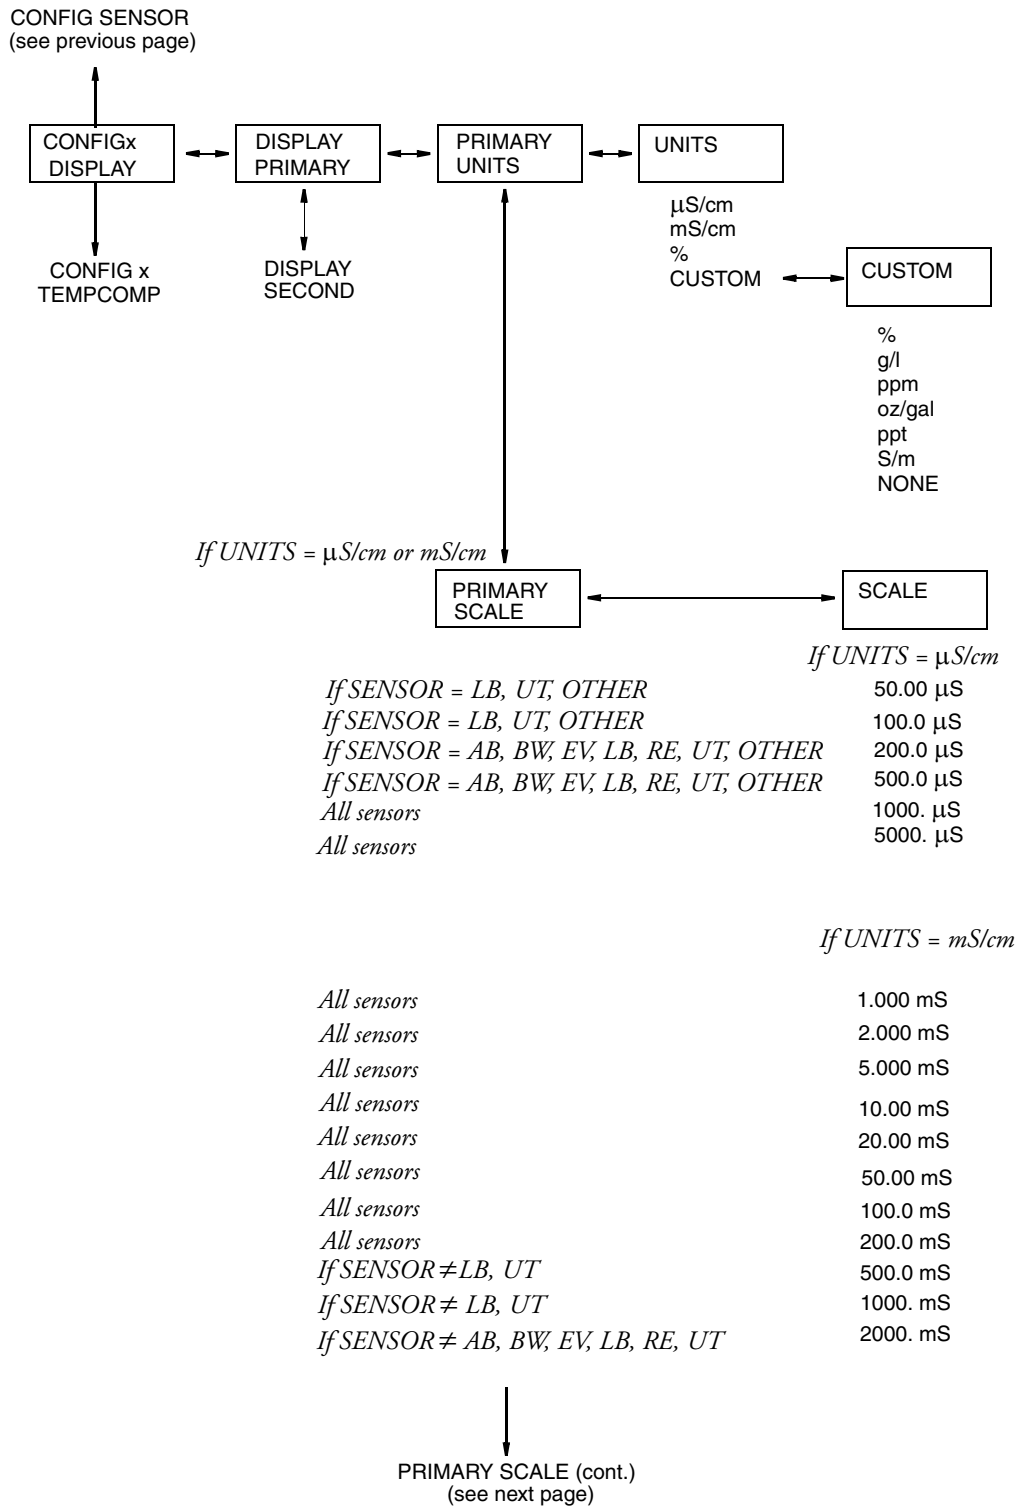 CONFIG SENSOR
(see previous page)
CONFIGx
DISPLAY
DISPLAY
PRIMARY
PRIMARY
UNITS
UNITS
µS/cm
mS/cm
%
CUSTOM
CONFIG x
TEMPCOMP
DISPLAY
SECOND
CUSTOM
%
g/l
ppm
oz/gal
ppt
S/m
NONE
If UNITS = µS/cm or mS/cm
PRIMARY
SCALE
SCALE
If UNITS = µS/cm
If SENSOR = LB, UT, OTHER 50.00 µS
If SENSOR = LB, UT, OTHER 100.0 µS
If SENSOR = AB, BW, EV, LB, RE, UT, OTHER 200.0 µS
If SENSOR = AB, BW, EV, LB, RE, UT, OTHER 500.0 µS
All sensors 1000. µS
All sensors 5000. µS
If UNITS = mS/cm
All sensors 1.000 mS
All sensors 2.000 mS
All sensors 5.000 mS
All sensors 10.00 mS
All sensors 20.00 mS
All sensors 50.00 mS
All sensors 100.0 mS
All sensors 200.0 mS
If SENSOR≠LB, UT 500.0 mS
If SENSOR≠ LB, UT 1000. mS
If SENSOR≠ AB, BW, EV, LB, RE, UT 2000. mS
PRIMARY SCALE (cont.)
(see next page)